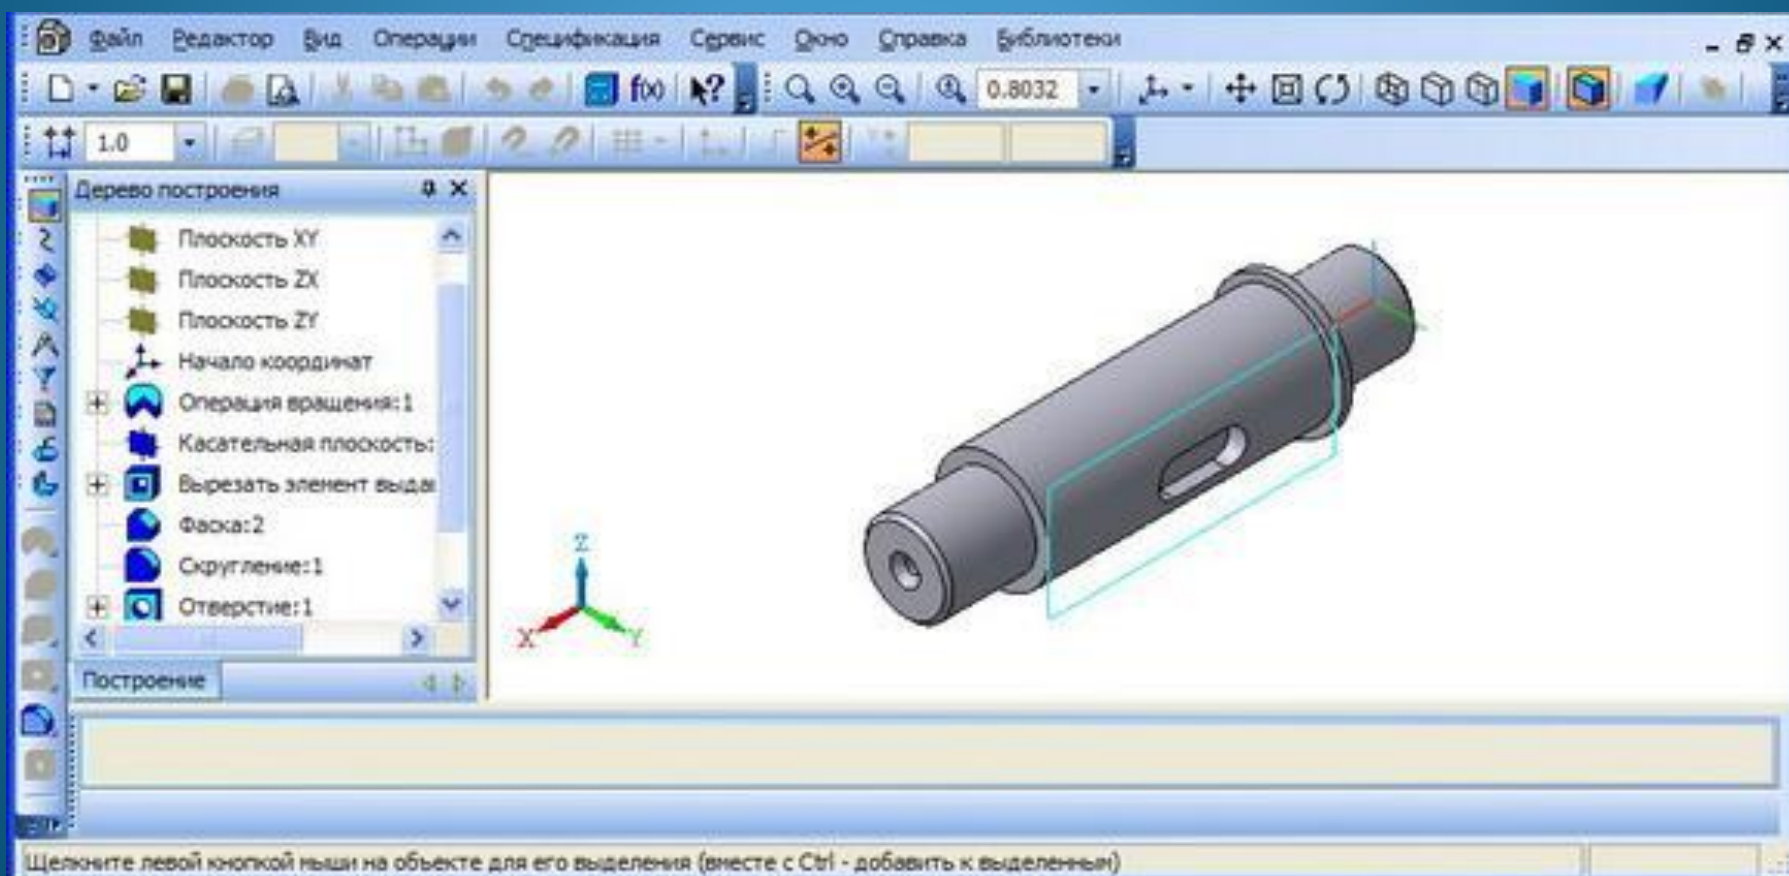 Файл Редактор Вид Операции Спецификация Сервис Окно Справка Библиотеки
f(x) 0.8032
1.0
Дерево построения
Плоскость XY
Плоскость ZX
Плоскость ZY
Начало координат
Операция вращения:1
Касательная плоскость:
Вырезать элемент выдав
Фаска:2
Скругление:1
Отверстие:1
Z
X Y
Построение
Щелкните левой кнопкой мыши на объекте для его выделения (вместе с Ctrl - добавить к выделенным)